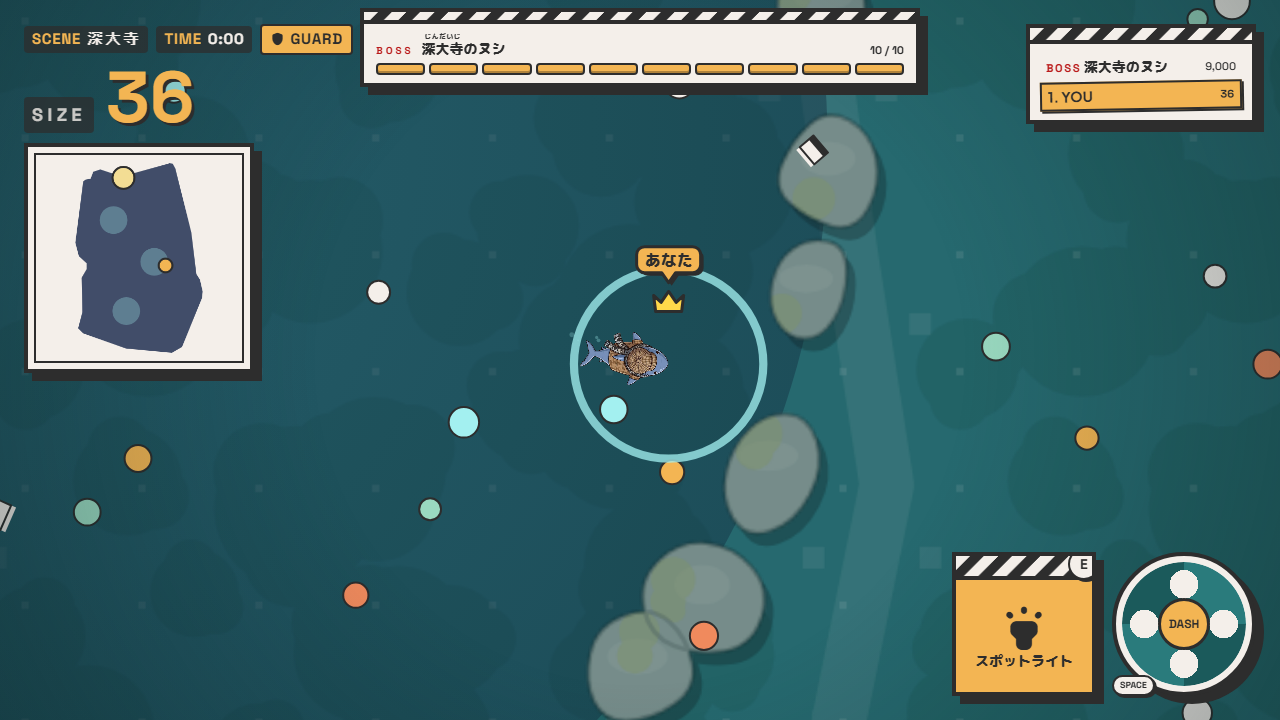 SCENE 深大寺
TIME 0:00
GUARD
SIZE 36
じんだいじ
BOSS 深大寺のヌシ
10 / 10
BOSS 深大寺のヌシ 9,000
1. YOU 36
あなた
E
スポットライト
DASH
SPACE